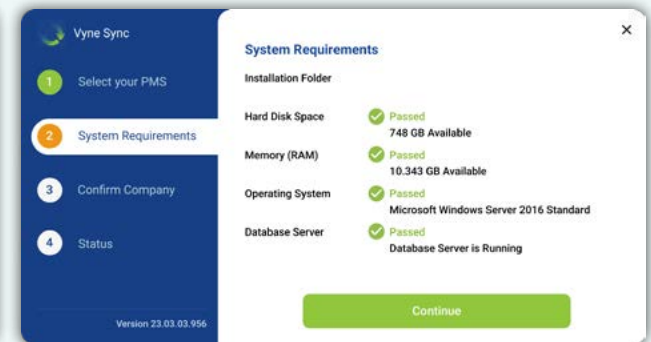 Vyne Sync
1 Select your PMS
2 System Requirements
3 Confirm Company
4 Status
Version 23.03.03.956
System Requirements
Installation Folder
Hard Disk Space Passed
748 GB Available
Memory (RAM) Passed
10.343 GB Available
Operating System Passed
Microsoft Windows Server 2016 Standard
Database Server Passed
Database Server is Running
Continue